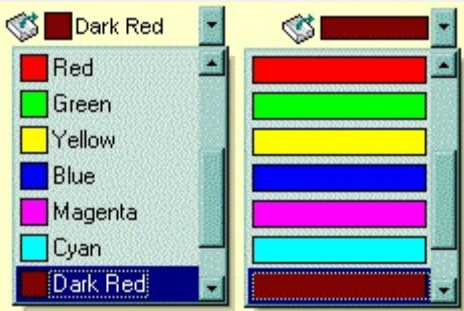 Dark Red
Red
Green
Yellow
Blue
Magenta
Cyan
Dark Red